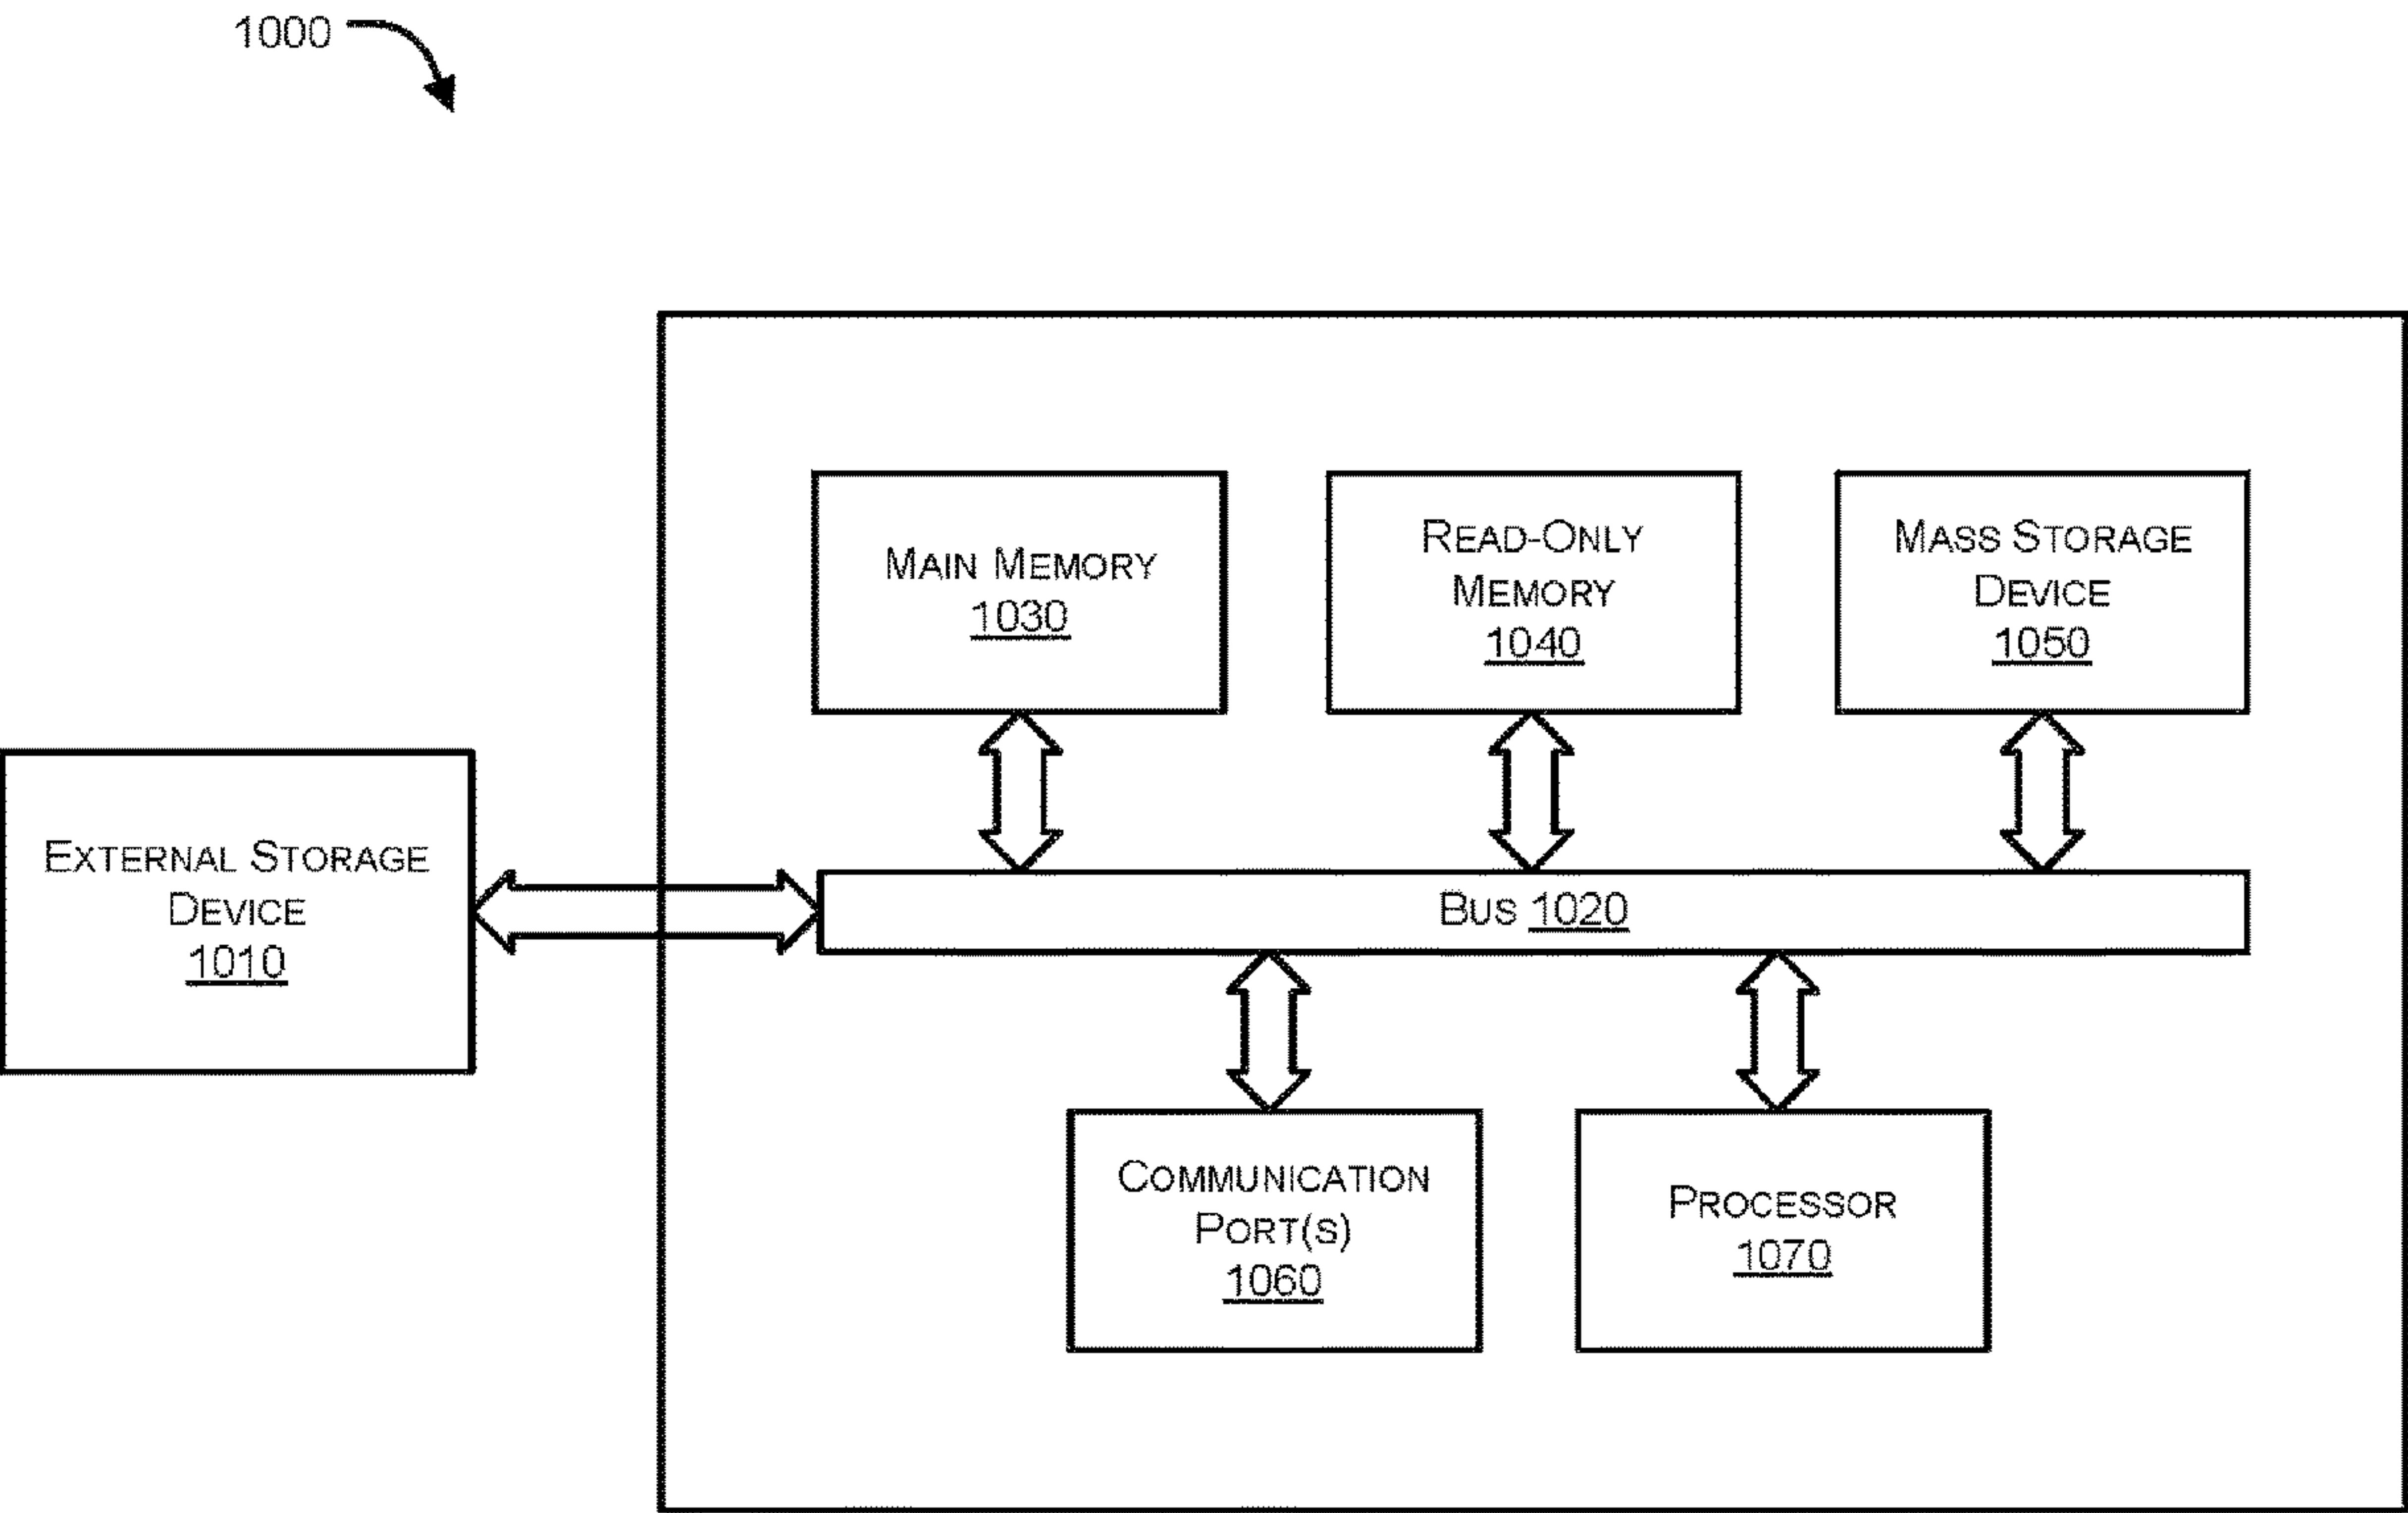 1000
MAIN MEMORY
1030
READ-ONLY
MEMORY
1040
MASS STORAGE
DEVICE
1050
EXTERNAL STORAGE
DEVICE
1010
BUS 1020
COMMUNICATION
PORT(S)
1060
PROCESSOR
1070